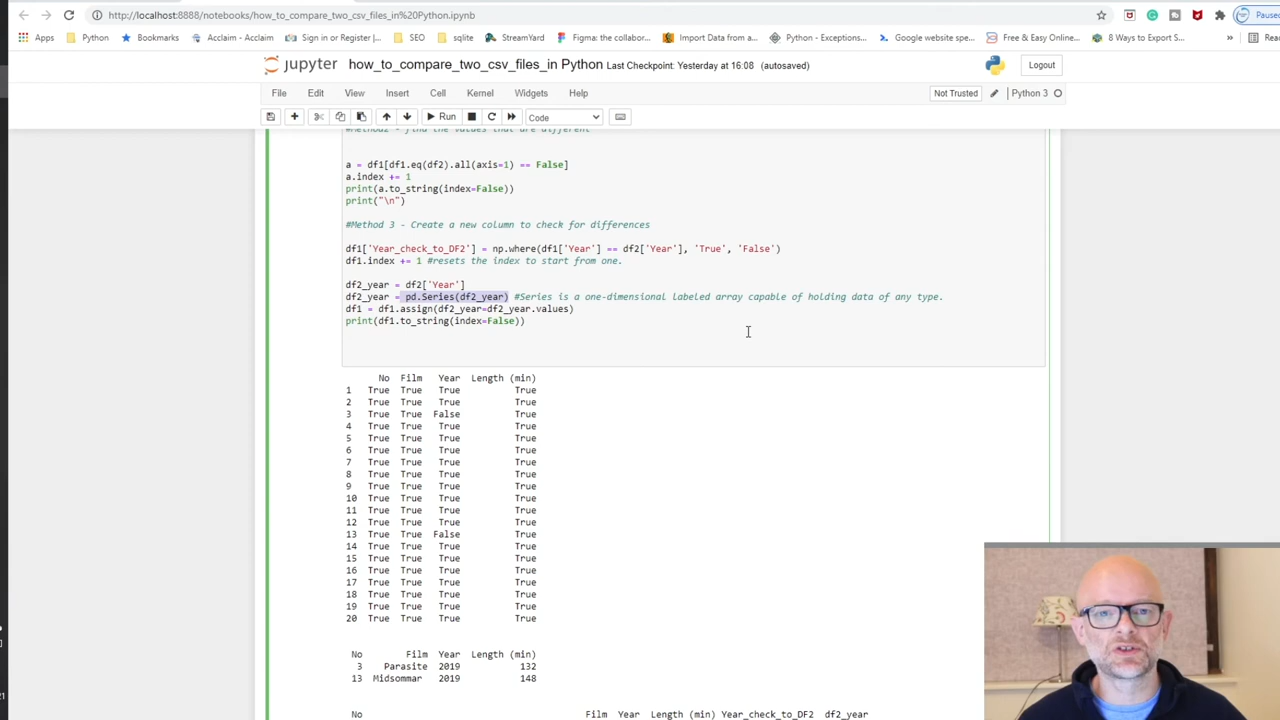 http://localhost:8888/notebooks/how_to_compare_two_csv_files_in%20Python.ipynb
Paused
Apps Python Bookmarks Acclaim - Acclaim Sign in or Register |... SEO sqlite StreamYard Figma: the collabor... Import Data from a... Python - Exceptions... Google website spe... Free & Easy Online... 8 Ways to Export S... »
jupyter how_to_compare_two_csv_files_in Python Last Checkpoint: Yesterday at 16:08 (autosaved) Logout
File Edit View Insert Cell Kernel Widgets Help Not Trusted Python 3
Run Code
#Method2 - find the values that are different
a = df1[df1.eq(df2).all(axis=1) == False]
a.index += 1
print(a.to_string(index=False))
print("\n")
#Method 3 - Create a new column to check for differences
df1['Year_check_to_DF2'] = np.where(df1['Year'] == df2['Year'], 'True', 'False')
df1.index += 1 #resets the index to start from one.
df2_year = df2['Year']
df2_year = pd.Series(df2_year) #Series is a one-dimensional labeled array capable of holding data of any type.
df1 = df1.assign(df2_year=df2_year.values)
print(df1.to_string(index=False))
No Film Year Length (min)
1 True True True True
2 True True True True
3 True True False True
4 True True True True
5 True True True True
6 True True True True
7 True True True True
8 True True True True
9 True True True True
10 True True True True
11 True True True True
12 True True True True
13 True True False True
14 True True True True
15 True True True True
16 True True True True
17 True True True True
18 True True True True
19 True True True True
20 True True True True
No Film Year Length (min)
3 Parasite 2019 132
13 Midsommar 2019 148
No Film Year Length (min) Year_check_to_DF2 df2_year